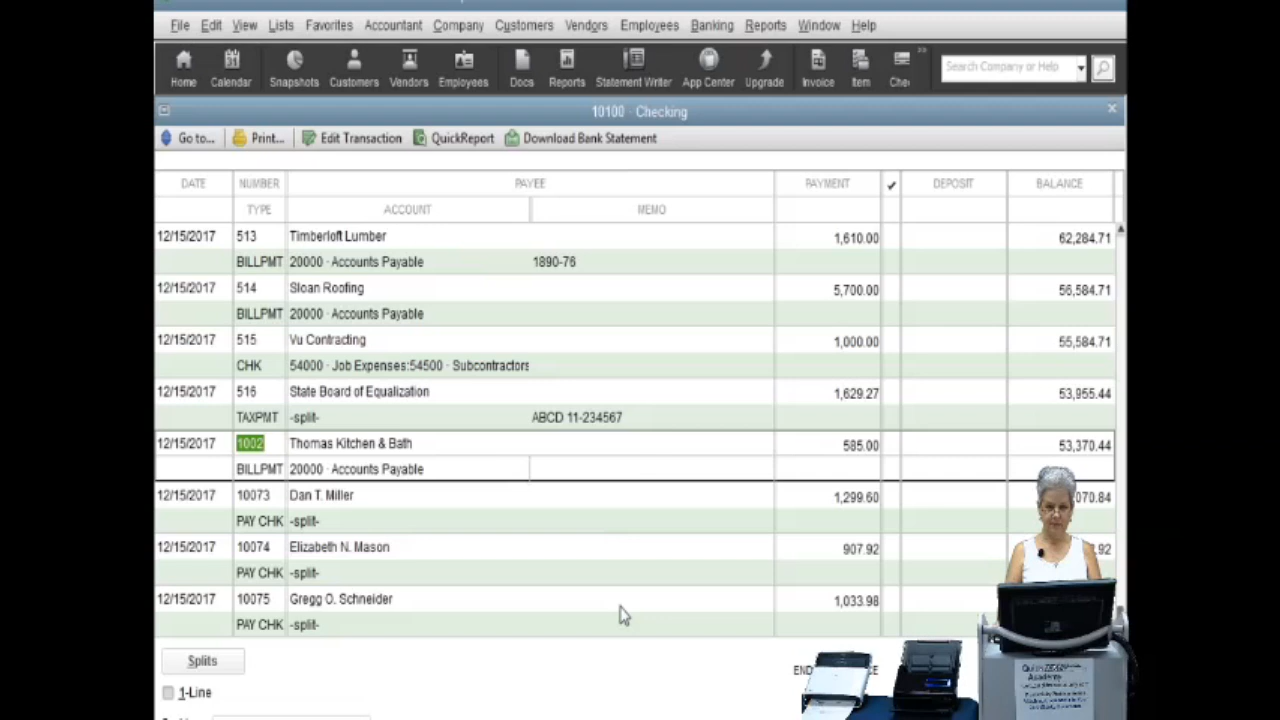 File Edit View Lists Favorites Accountant Company Customers Vendors Employees Banking Reports Window Help
Home Calendar Snapshots Customers Vendors Employees Docs Reports Statement Writer App Center Upgrade Invoice Item Che
Search Company or Help
10100 · Checking
Go to... Print... Edit Transaction QuickReport Download Bank Statement
DATE NUMBER PAYEE PAYMENT ✓ DEPOSIT BALANCE
TYPE ACCOUNT MEMO
12/15/2017 513 Timberloft Lumber 1,610.00 62,284.71
BILLPMT 20000 · Accounts Payable 1890-76
12/15/2017 514 Sloan Roofing 5,700.00 56,584.71
BILLPMT 20000 · Accounts Payable
12/15/2017 515 Vu Contracting 1,000.00 55,584.71
CHK 54000 · Job Expenses:54500 · Subcontractors
12/15/2017 516 State Board of Equalization 1,629.27 53,955.44
TAXPMT -split- ABCD 11-234567
12/15/2017 1002 Thomas Kitchen & Bath 585.00 53,370.44
BILLPMT 20000 · Accounts Payable
12/15/2017 10073 Dan T. Miller 1,299.60 070.84
PAY CHK -split-
12/15/2017 10074 Elizabeth N. Mason 907.92 .92
PAY CHK -split-
12/15/2017 10075 Gregg O. Schneider 1,033.98
PAY CHK -split-
Splits
END CE
1-Line
Academy